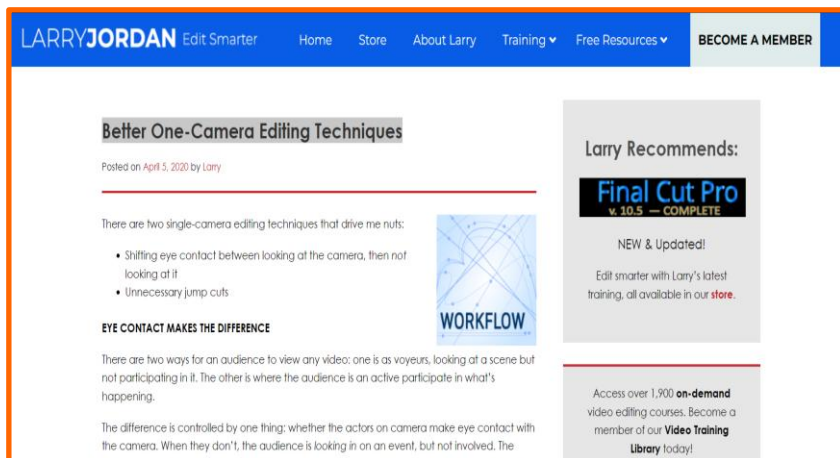 LARRYJORDAN Edit Smarter
Home
Store
About Larry
Training
Free Resources
BECOME A MEMBER
Better One-Camera Editing Techniques
Posted on April 5, 2020 by Larry
There are two single-camera editing techniques that drive me nuts:
• Shifting eye contact between looking at the camera, then not
looking at it
• Unnecessary jump cuts
WORKFLOW
EYE CONTACT MAKES THE DIFFERENCE
There are two ways for an audience to view any video: one is as voyeurs, looking at a scene but
not participating in it. The other is where the audience is an active participate in what's
happening.
The difference is controlled by one thing: whether the actors on camera make eye contact with
the camera. When they don't, the audience is looking in on an event, but not involved. The
Larry Recommends:
Final Cut Pro
v. 10.5 — COMPLETE
NEW & Updated!
Edit smarter with Larry's latest
training, all available in our store.
Access over 1,900 on-demand
video editing courses. Become a
member of our Video Training
Library today!